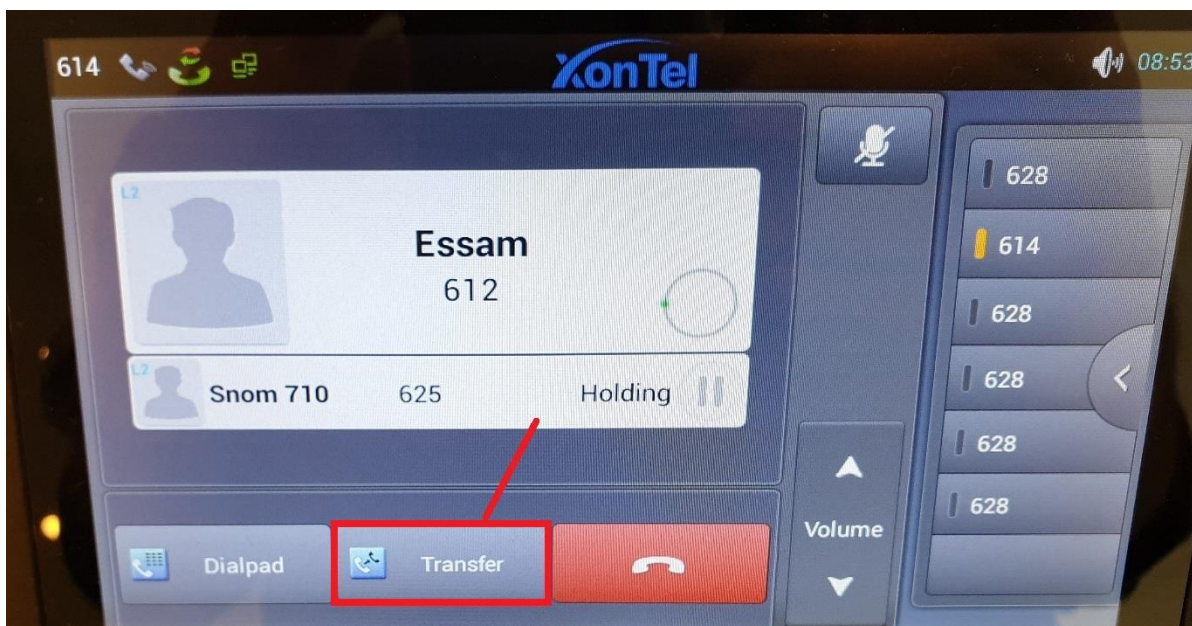 614
XonTel
08:53
L2
Essam
612
L2
Snom 710 625 Holding
Dialpad
Transfer
Volume
628
614
628
628
628
628